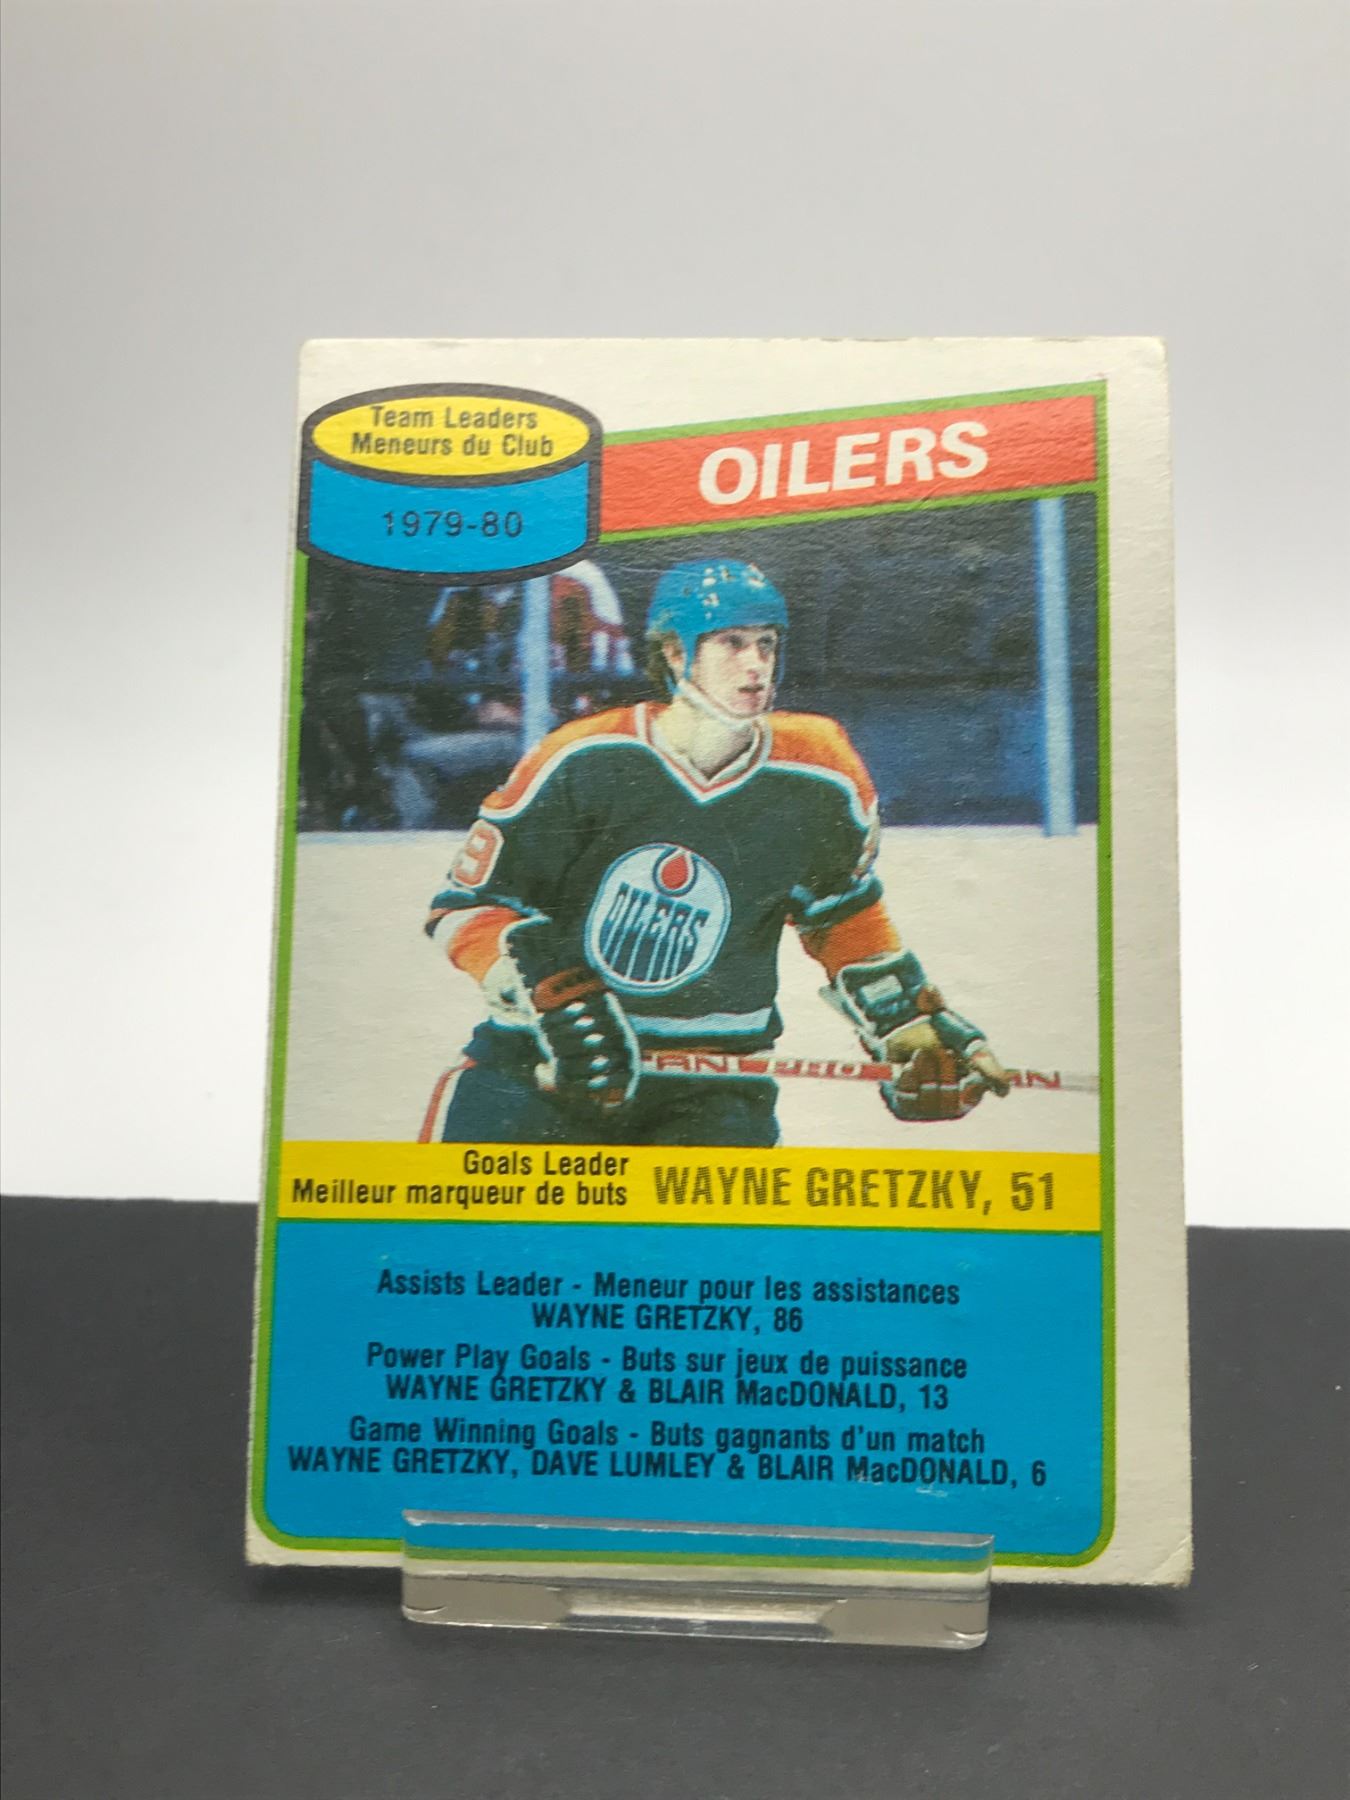 Team Leaders
Meneurs du Club
1979-80
OILERS
9
OILERS
Goals Leader
Meilleur marqueur de buts
WAYNE GRETZKY, 51
Assists Leader - Meneur pour les assistances
WAYNE GRETZKY, 86
Power Play Goals - Buts sur jeux de puissance
WAYNE GRETZKY & BLAIR MacDONALD, 13
Game Winning Goals - Buts gagnants d'un match
WAYNE GRETZKY, DAVE LUMLEY & BLAIR MacDONALD, 6